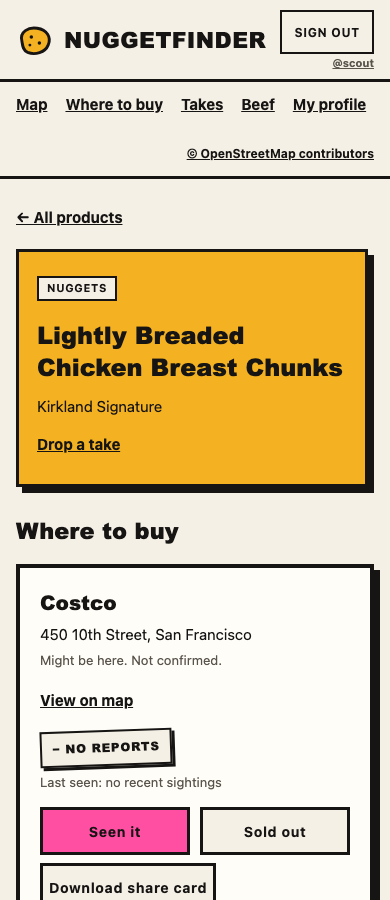 NUGGETFINDER
SIGN OUT
@scout
Map Where to buy Takes Beef My profile
© OpenStreetMap contributors
← All products
NUGGETS
Lightly Breaded
Chicken Breast Chunks
Kirkland Signature
Drop a take
Where to buy
Costco
450 10th Street, San Francisco
Might be here. Not confirmed.
View on map
– NO REPORTS
Last seen: no recent sightings
Seen it Sold out
Download share card